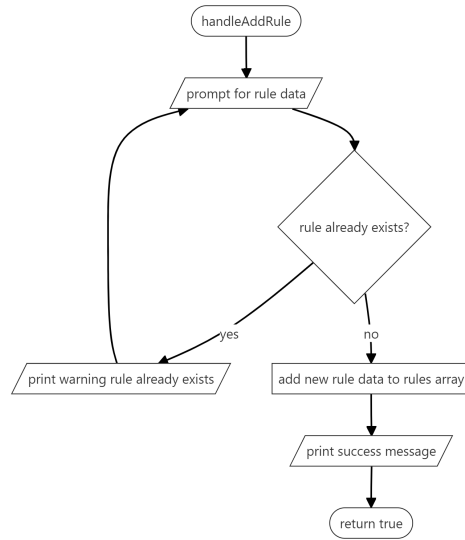 handleAddRule
prompt for rule data
rule already exists?
yes
no
print warning rule already exists
add new rule data to rules array
print success message
return true